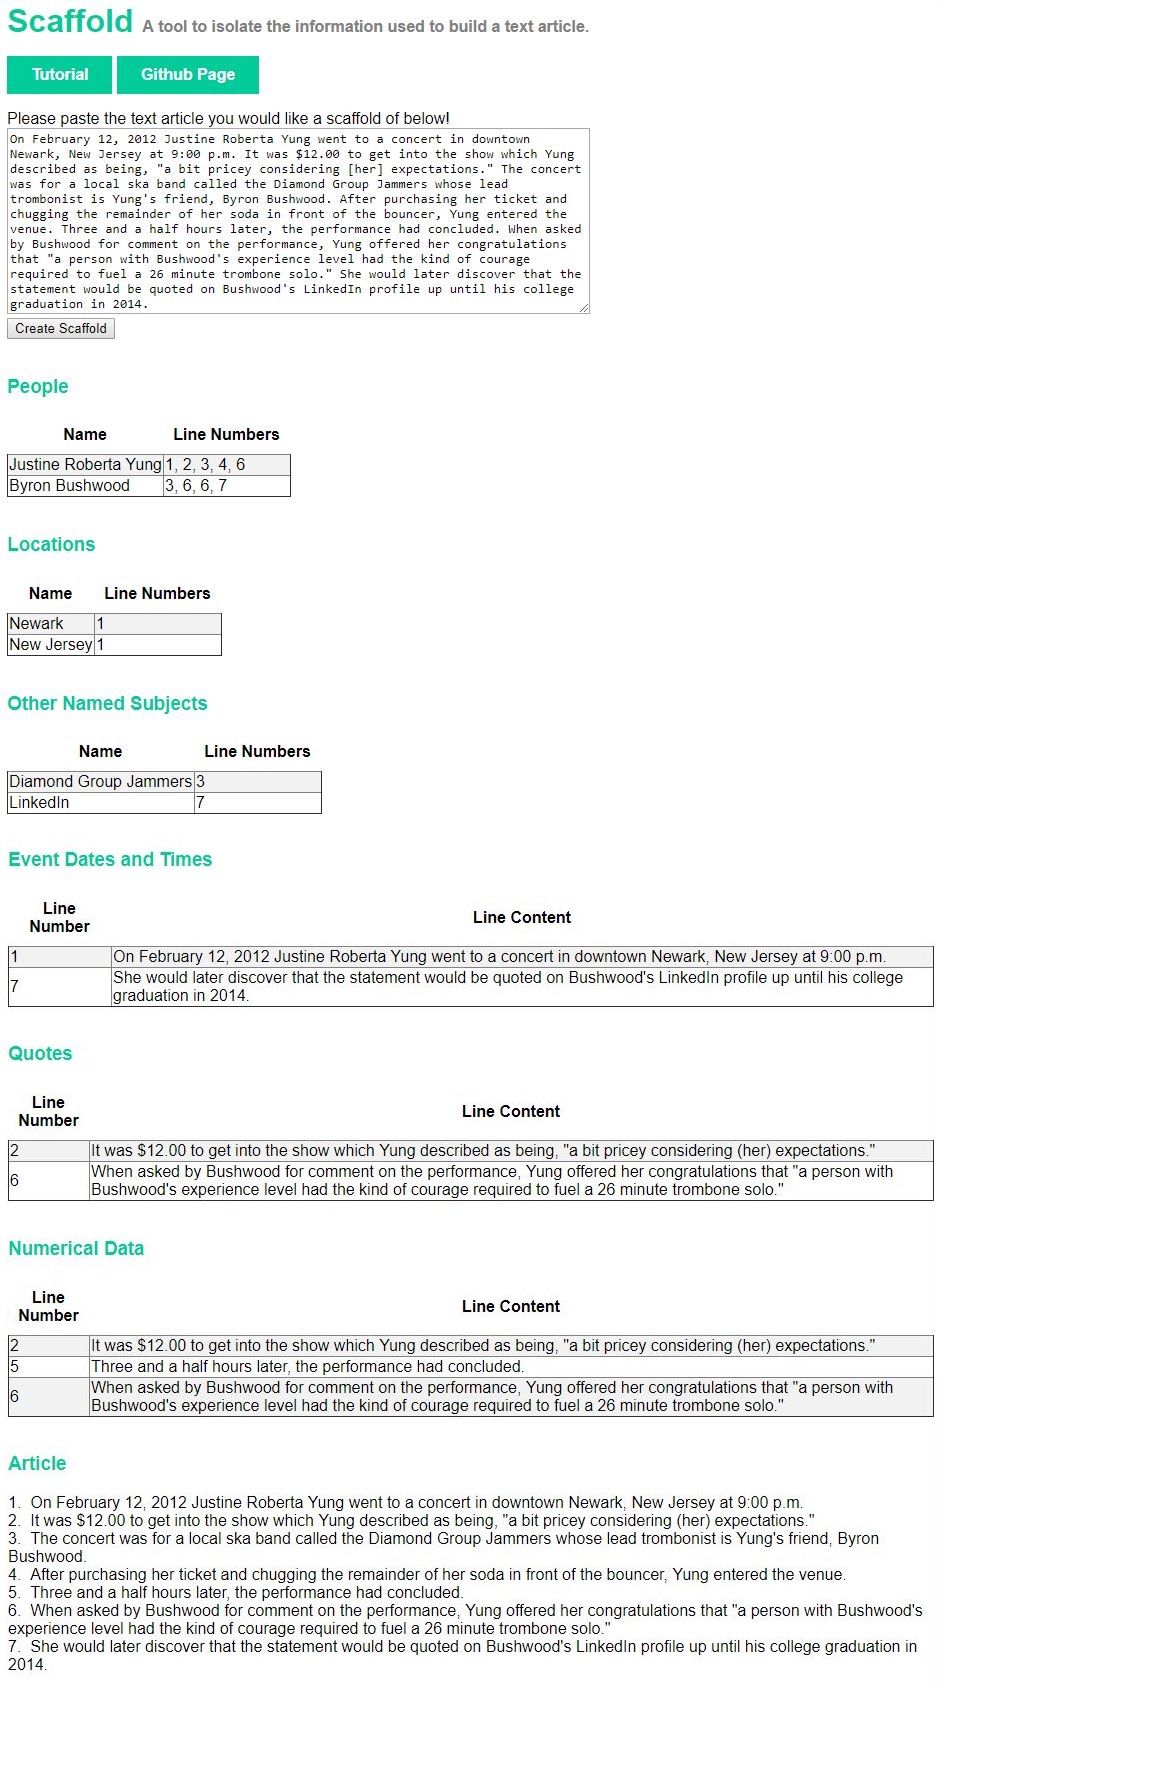 Scaffold A tool to isolate the information used to build a text article.
Tutorial Github Page
Please paste the text article you would like a scaffold of below!
On February 12, 2012 Justine Roberta Yung went to a concert in downtown
Newark, New Jersey at 9:00 p.m. It was $12.00 to get into the show which Yung
described as being, "a bit pricey considering [her] expectations." The concert
was for a local ska band called the Diamond Group Jammers whose lead
trombonist is Yung's friend, Byron Bushwood. After purchasing her ticket and
chugging the remainder of her soda in front of the bouncer, Yung entered the
venue. Three and a half hours later, the performance had concluded. When asked
by Bushwood for comment on the performance, Yung offered her congratulations
that "a person with Bushwood's experience level had the kind of courage
required to fuel a 26 minute trombone solo." She would later discover that the
statement would be quoted on Bushwood's LinkedIn profile up until his college
graduation in 2014.
Create Scaffold
People
Name Line Numbers
Justine Roberta Yung 1, 2, 3, 4, 6
Byron Bushwood 3, 6, 6, 7
Locations
Name Line Numbers
Newark 1
New Jersey 1
Other Named Subjects
Name Line Numbers
Diamond Group Jammers 3
LinkedIn 7
Event Dates and Times
Line
Number
Line Content
1 On February 12, 2012 Justine Roberta Yung went to a concert in downtown Newark, New Jersey at 9:00 p.m.
7 She would later discover that the statement would be quoted on Bushwood's LinkedIn profile up until his college
graduation in 2014.
Quotes
Line
Number
Line Content
2 It was $12.00 to get into the show which Yung described as being, "a bit pricey considering (her) expectations."
6 When asked by Bushwood for comment on the performance, Yung offered her congratulations that "a person with
Bushwood's experience level had the kind of courage required to fuel a 26 minute trombone solo."
Numerical Data
Line
Number
Line Content
2 It was $12.00 to get into the show which Yung described as being, "a bit pricey considering (her) expectations."
5 Three and a half hours later, the performance had concluded.
6 When asked by Bushwood for comment on the performance, Yung offered her congratulations that "a person with
Bushwood's experience level had the kind of courage required to fuel a 26 minute trombone solo."
Article
1. On February 12, 2012 Justine Roberta Yung went to a concert in downtown Newark, New Jersey at 9:00 p.m.
2. It was $12.00 to get into the show which Yung described as being, "a bit pricey considering (her) expectations."
3. The concert was for a local ska band called the Diamond Group Jammers whose lead trombonist is Yung's friend, Byron
Bushwood.
4. After purchasing her ticket and chugging the remainder of her soda in front of the bouncer, Yung entered the venue.
5. Three and a half hours later, the performance had concluded.
6. When asked by Bushwood for comment on the performance, Yung offered her congratulations that "a person with Bushwood's
experience level had the kind of courage required to fuel a 26 minute trombone solo."
7. She would later discover that the statement would be quoted on Bushwood's LinkedIn profile up until his college graduation in
2014.